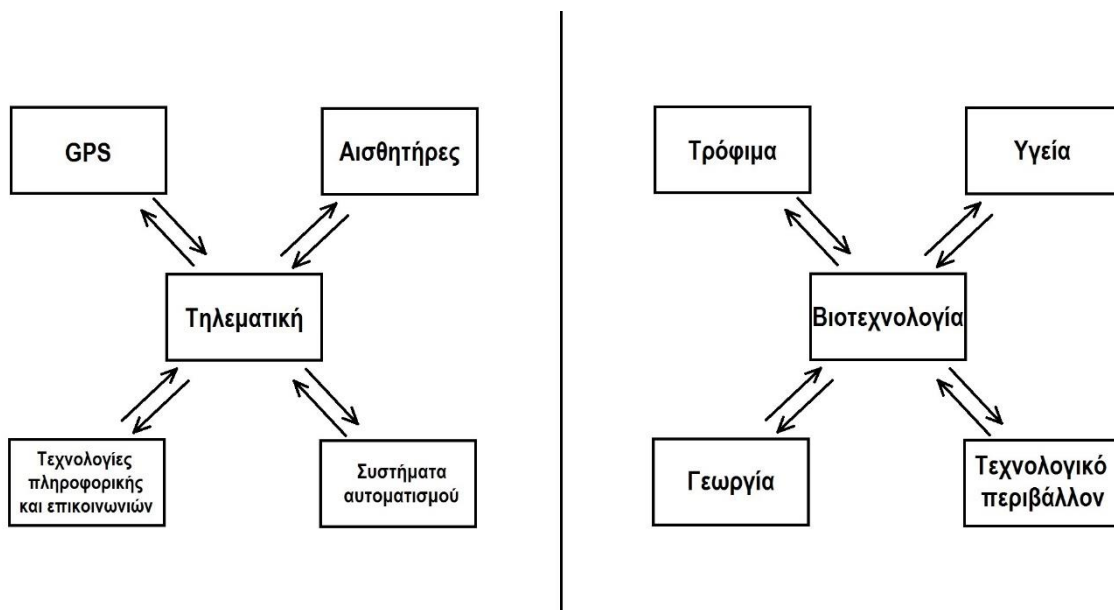 GPS
Αισθητήρες
Τηλεματική
Τεχνολογίες
πληροφορικής
και επικοινωνιών
Συστήματα
αυτοματισμού
Τρόφιμα
Υγεία
Βιοτεχνολογία
Γεωργία
Τεχνολογικό
περιβάλλον